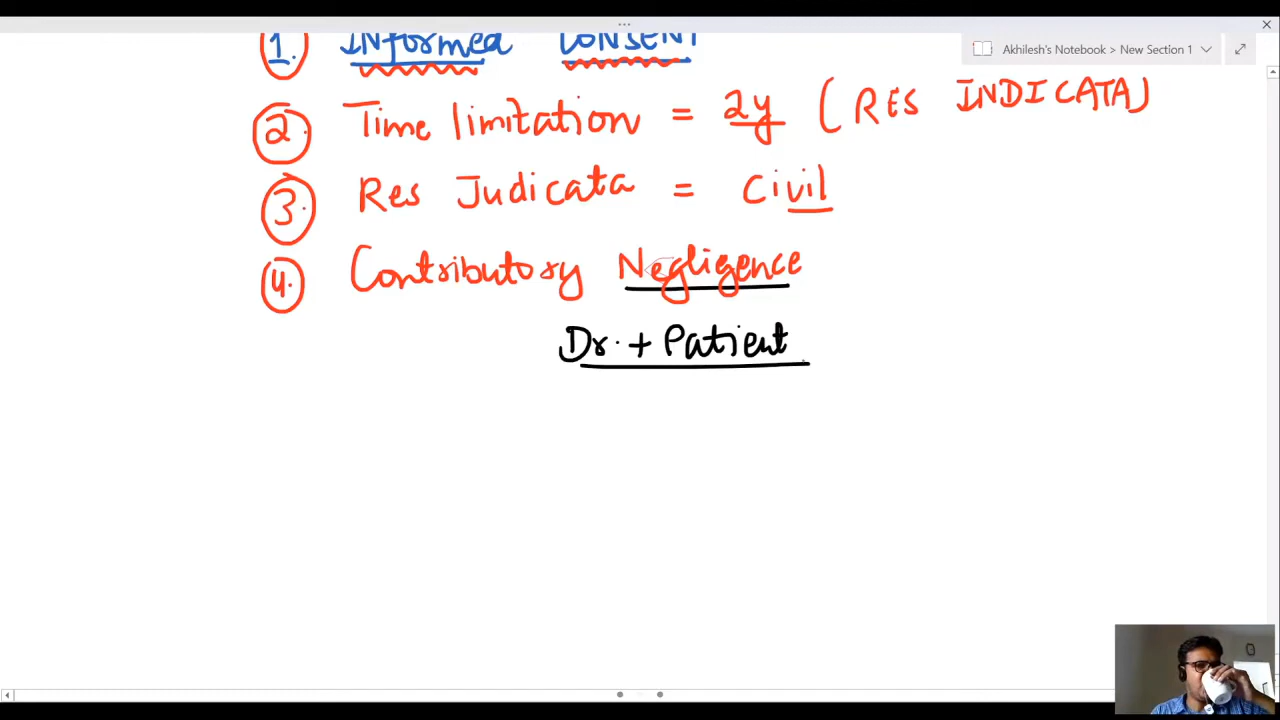 1. Informed CONSENT
Akhilesh's Notebook > New Section 1
2. Time limitation = 2y (RES INDICATA)
3. Res Judicata = Civil
4. Contributory Negligence
Dr. + Patient